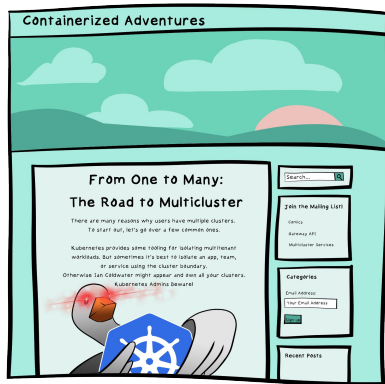 Containerized Adventures
From One to Many:
The Road to Multicluster
There are many reasons why users have multiple clusters.
To start out, let's go over a few common ones.
Kubernetes provides some tooling for isolating multitenant
workloads. But sometimes it's best to isolate an app, team,
or service using the cluster boundary.
Otherwise Ian Coldwater might appear and own all your clusters.
Kubernetes Admins Beware!
Search...
Join the Mailing List!
Comics
Gateway API
Multicluster Services
Categories
Email Address:
Your Email Address
Recent Posts